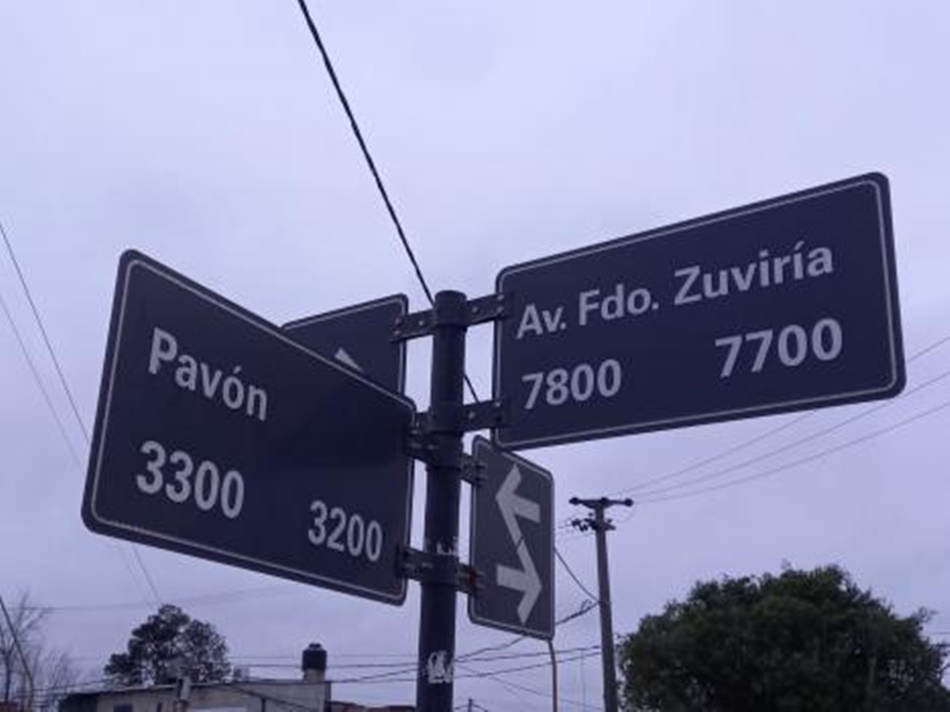 Pavón
3300 3200
Av. Fdo. Zuviría
7800 7700